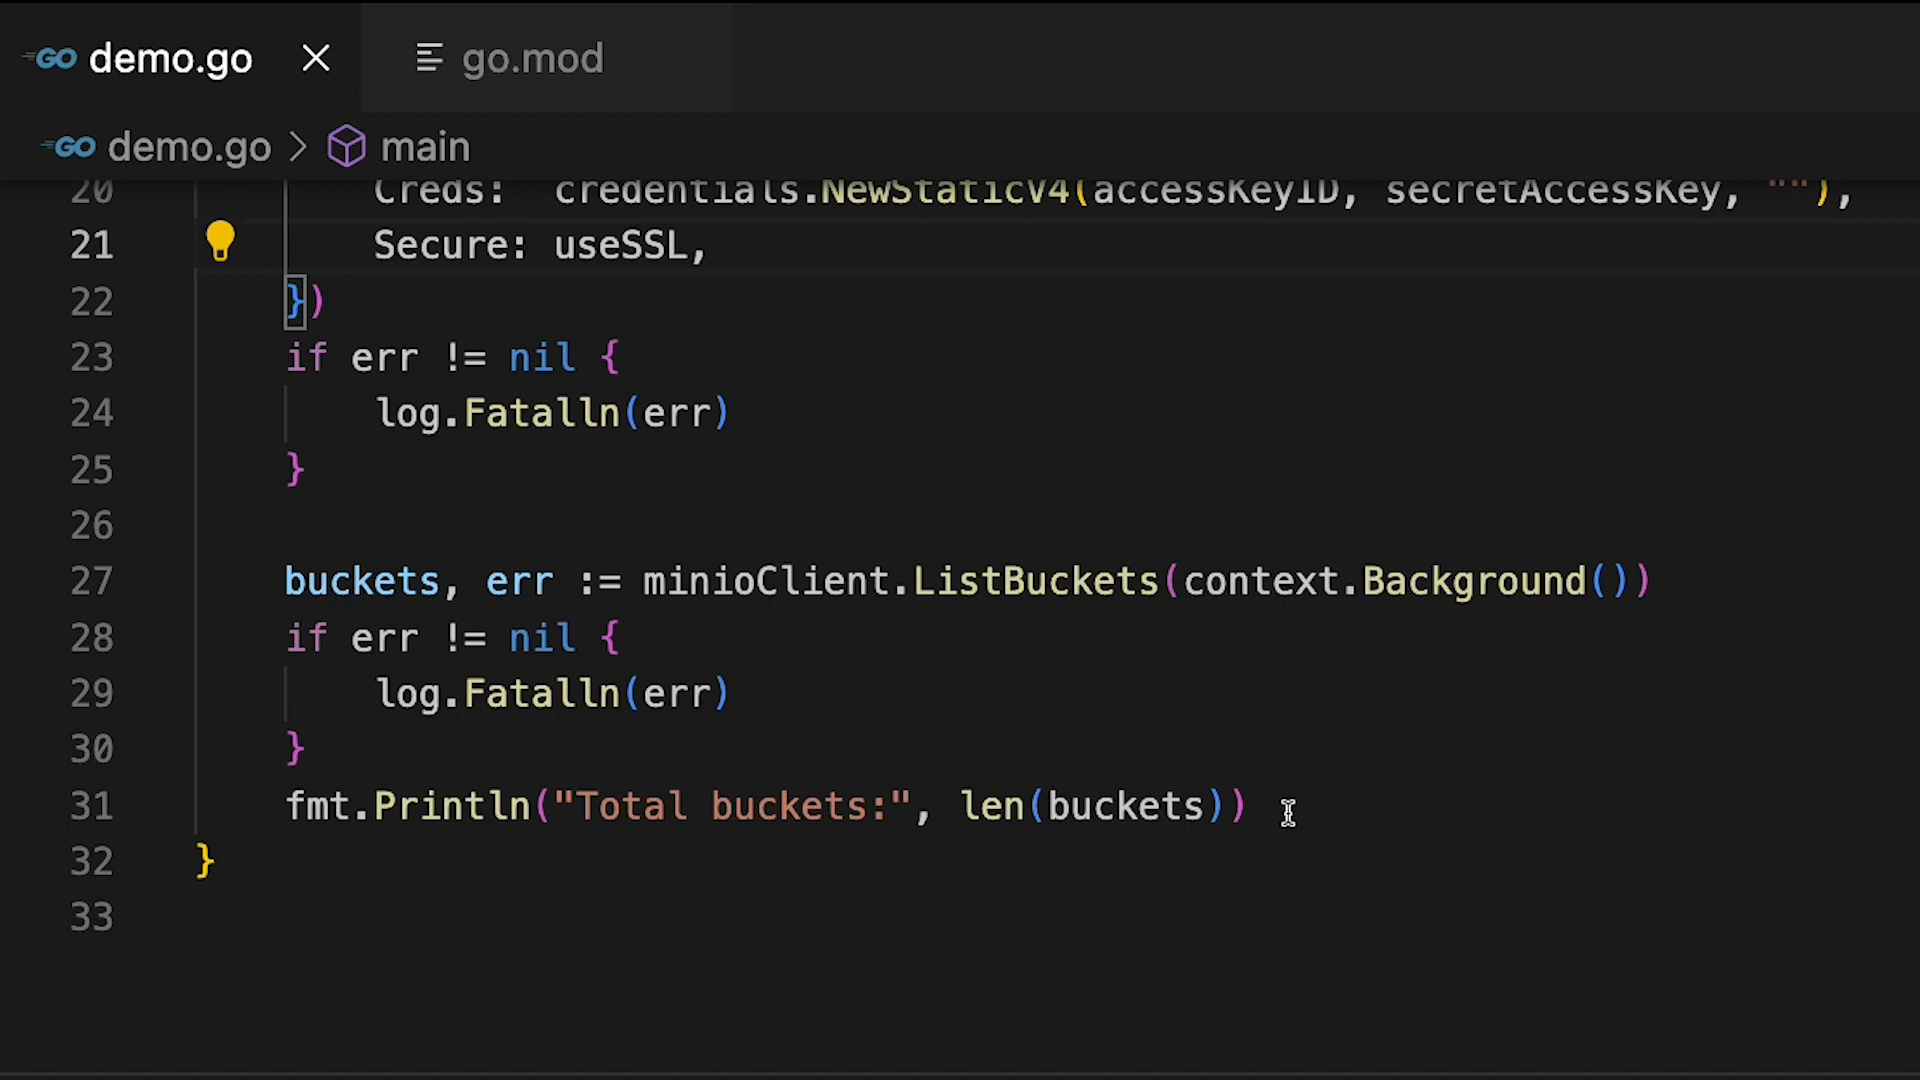 GO demo.go × go.mod
GO demo.go > main
20 Creds: credentials.NewStaticV4(accessKeyID, secretAccessKey, ""),
21 Secure: useSSL,
22 })
23 if err != nil {
24 log.Fatalln(err)
25 }
26
27 buckets, err := minioClient.ListBuckets(context.Background())
28 if err != nil {
29 log.Fatalln(err)
30 }
31 fmt.Println("Total buckets:", len(buckets))
32 }
33